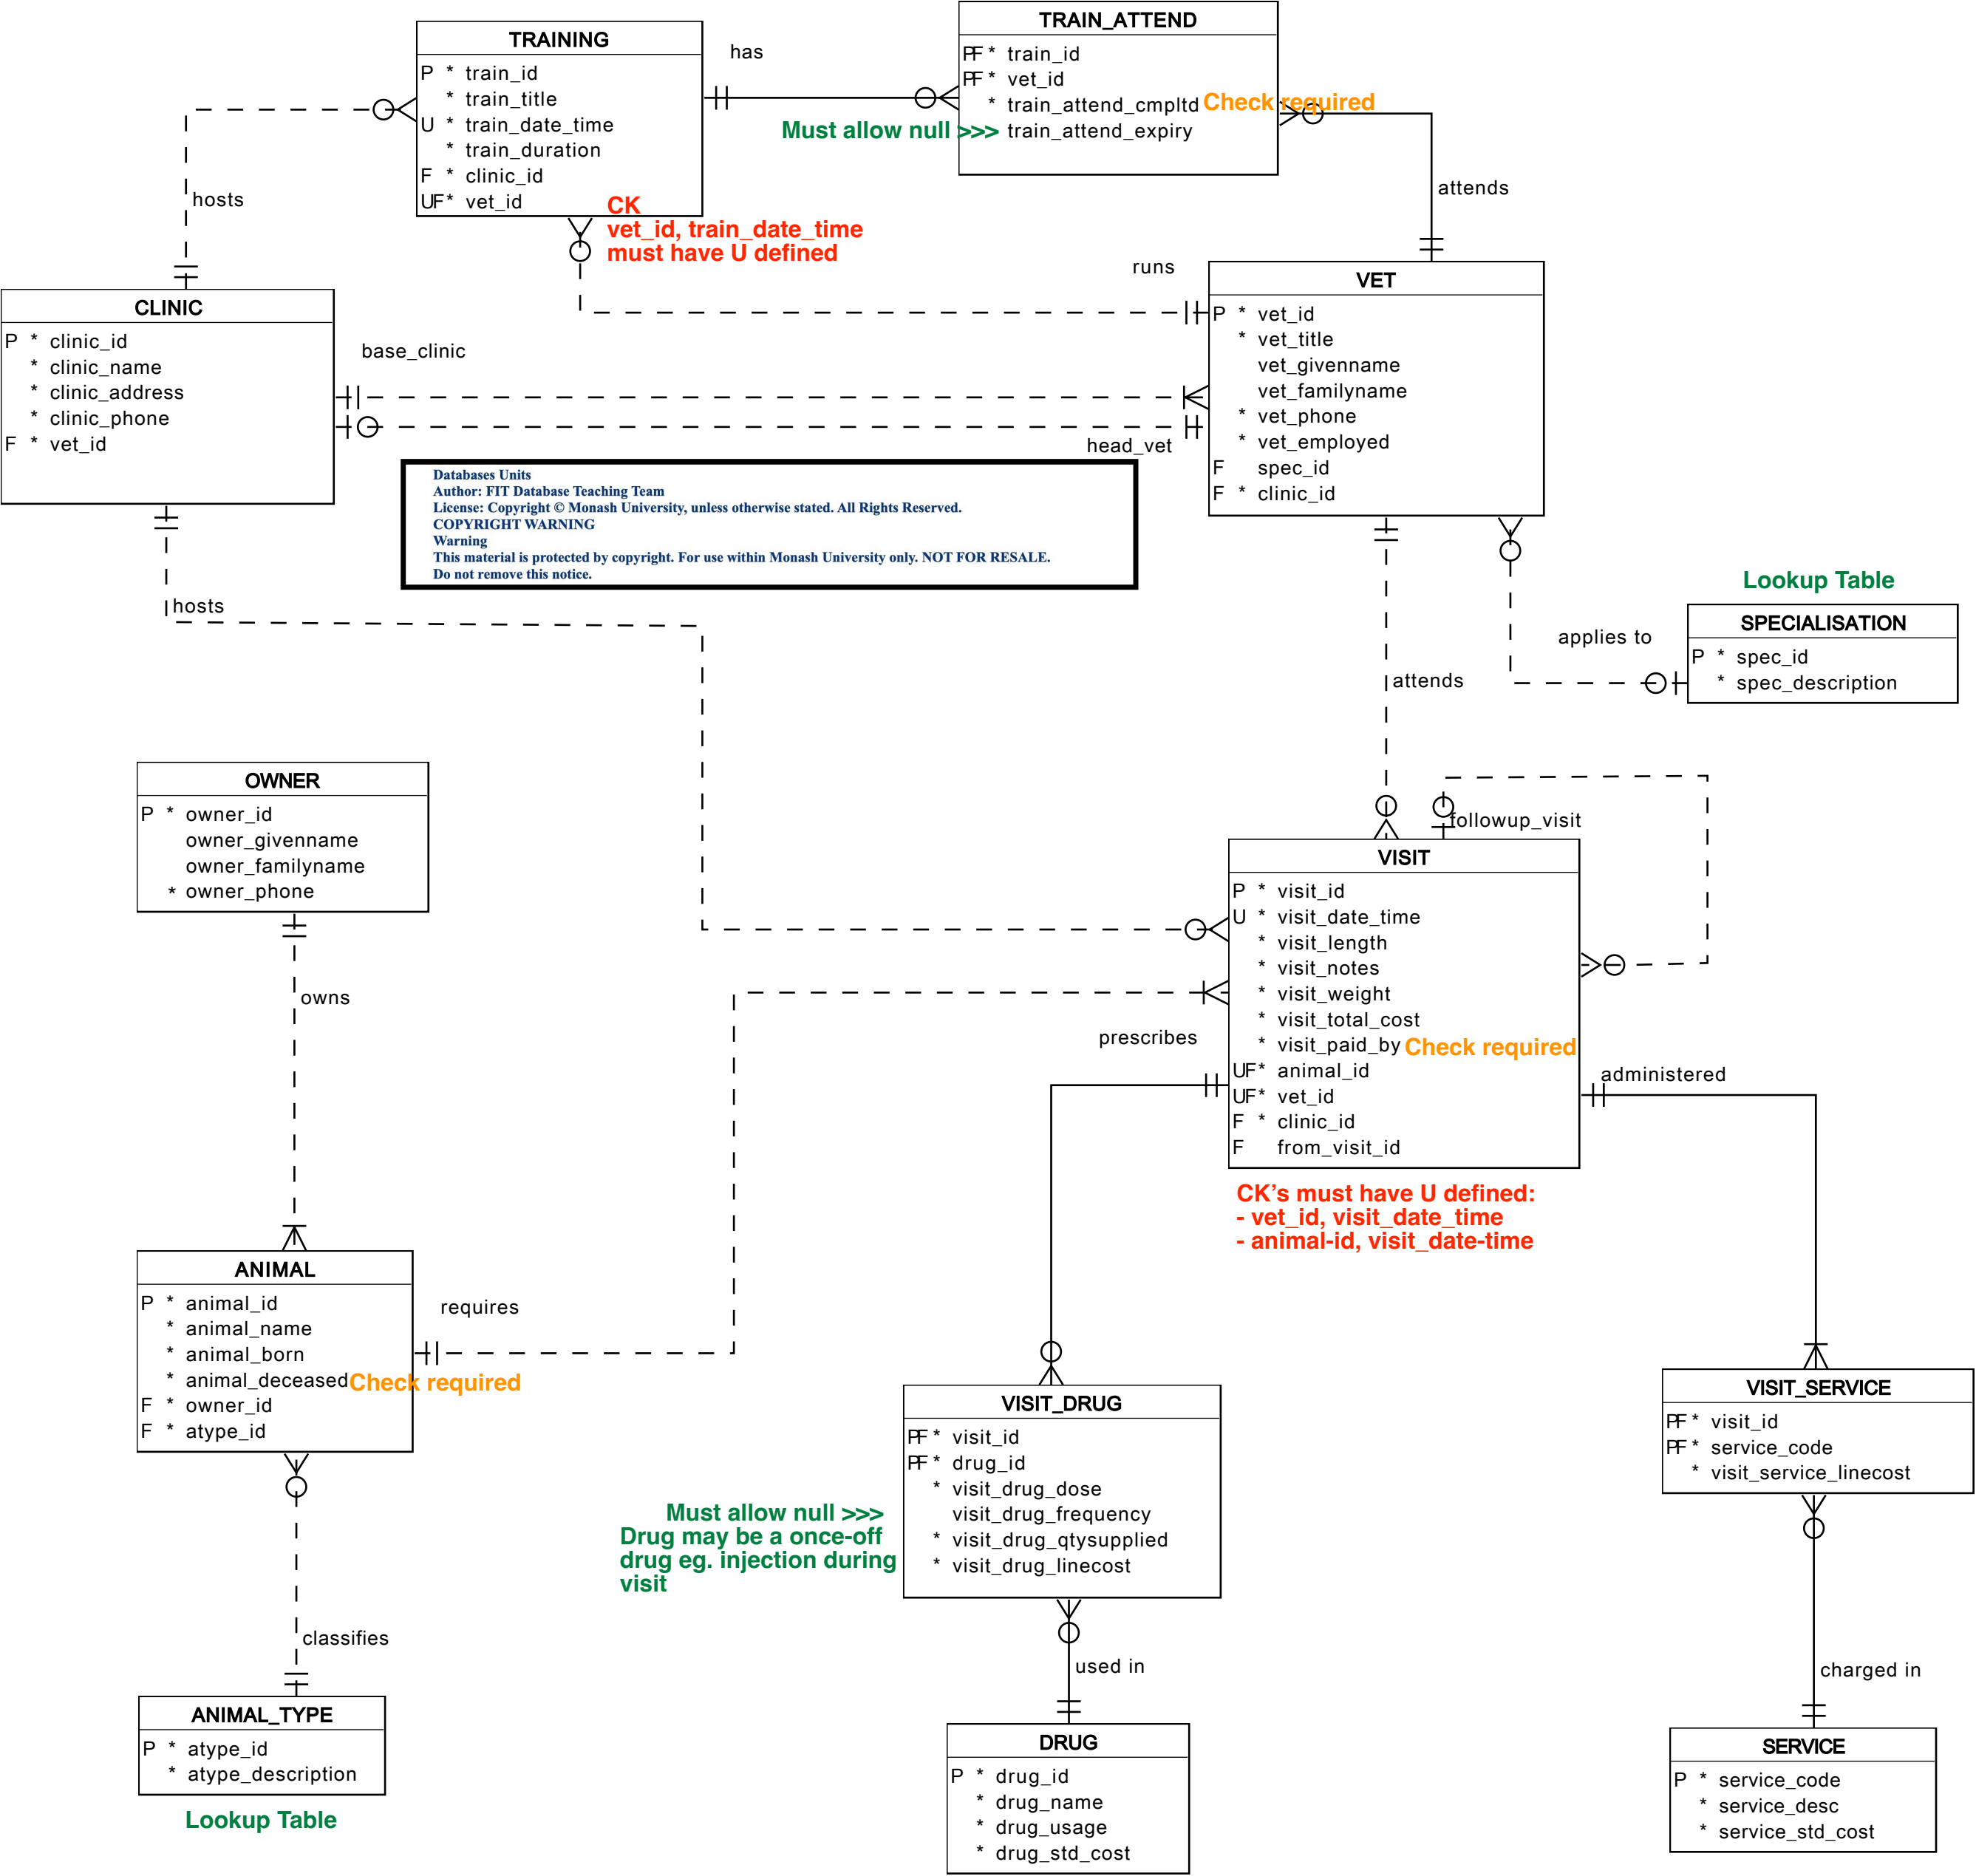 TRAINING
P * train_id
* train_title
U * train_date_time
* train_duration
F * clinic_id
UF* vet_id
CK
vet_id, train_date_time
must have U defined
has
TRAIN_ATTEND
PF * train_id
PF * vet_id
* train_attend_cmpltd Check required
Must allow null >>> train_attend_expiry
hosts
attends
runs
CLINIC
P * clinic_id
* clinic_name
* clinic_address
* clinic_phone
F * vet_id
base_clinic
head_vet
VET
P * vet_id
* vet_title
vet_givenname
vet_familyname
* vet_phone
* vet_employed
F spec_id
F * clinic_id
Databases Units
Author: FIT Database Teaching Team
License: Copyright © Monash University, unless otherwise stated. All Rights Reserved.
COPYRIGHT WARNING
Warning
This material is protected by copyright. For use within Monash University only. NOT FOR RESALE.
Do not remove this notice.
hosts
Lookup Table
SPECIALISATION
P * spec_id
* spec_description
applies to
attends
OWNER
P * owner_id
owner_givenname
owner_familyname
* owner_phone
followup_visit
VISIT
P * visit_id
U * visit_date_time
* visit_length
* visit_notes
* visit_weight
* visit_total_cost
* visit_paid_by Check required
UF* animal_id
UF* vet_id
F * clinic_id
F from_visit_id
CK’s must have U defined:
- vet_id, visit_date_time
- animal-id, visit_date-time
owns
prescribes
administered
ANIMAL
P * animal_id
* animal_name
* animal_born
* animal_deceased Check required
F * owner_id
F * atype_id
requires
VISIT_DRUG
PF * visit_id
PF * drug_id
* visit_drug_dose
visit_drug_frequency
* visit_drug_qtysupplied
* visit_drug_linecost
Must allow null >>>
Drug may be a once-off
drug eg. injection during
visit
VISIT_SERVICE
PF * visit_id
PF * service_code
* visit_service_linecost
classifies
used in
charged in
ANIMAL_TYPE
P * atype_id
* atype_description
Lookup Table
DRUG
P * drug_id
* drug_name
* drug_usage
* drug_std_cost
SERVICE
P * service_code
* service_desc
* service_std_cost